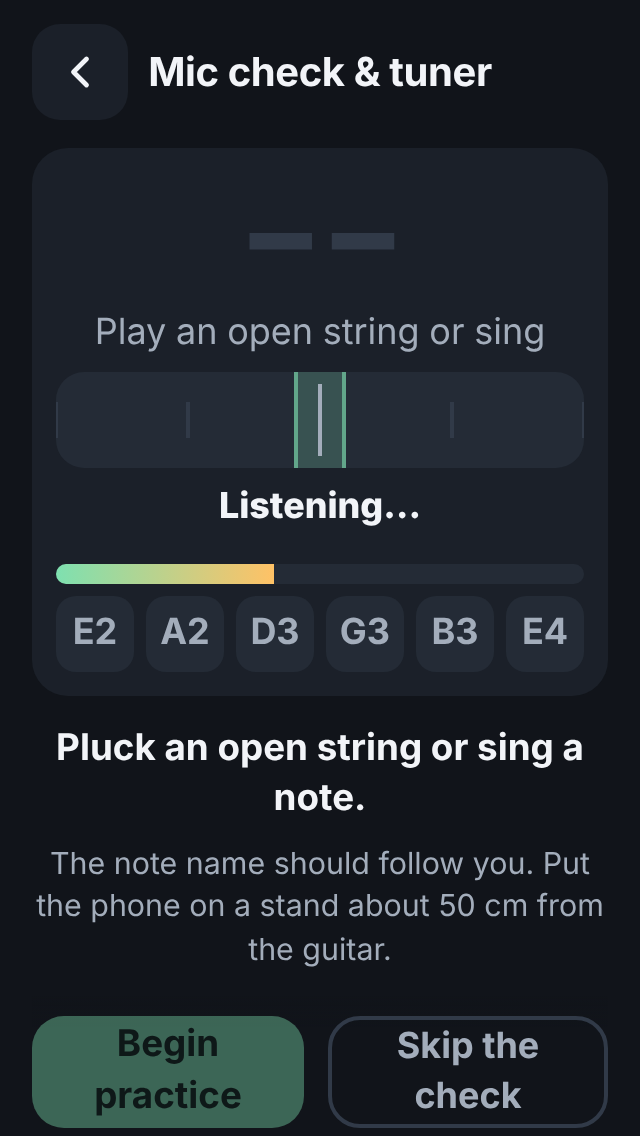 Mic check & tuner
– –
Play an open string or sing
Listening…
E2 A2 D3 G3 B3 E4
Pluck an open string or sing a
note.
The note name should follow you. Put
the phone on a stand about 50 cm from
the guitar.
Begin
practice
Skip the
check